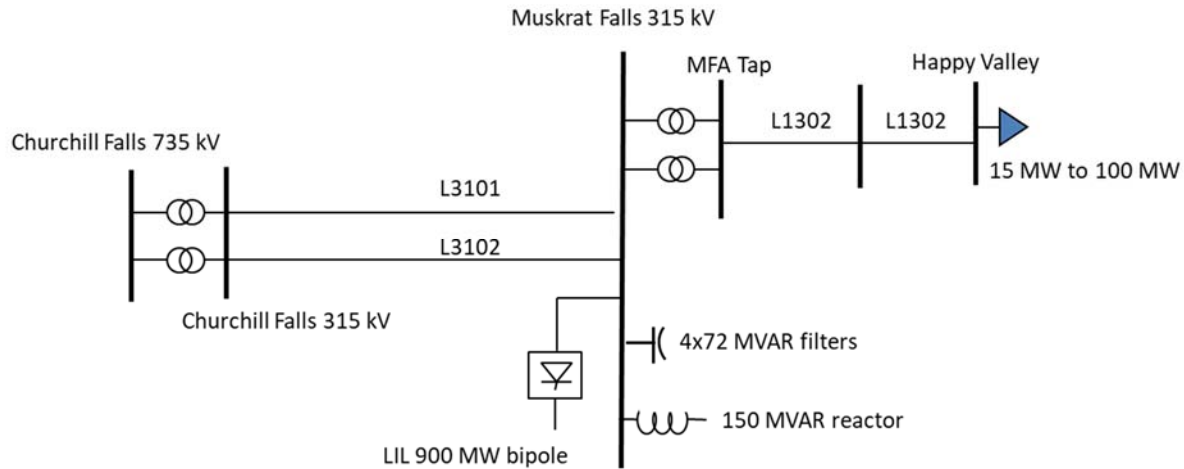 Muskrat Falls 315 kV
MFA Tap
Happy Valley
L1302
L1302
15 MW to 100 MW
Churchill Falls 735 kV
L3101
L3102
Churchill Falls 315 kV
4x72 MVAR filters
150 MVAR reactor
LIL 900 MW bipole